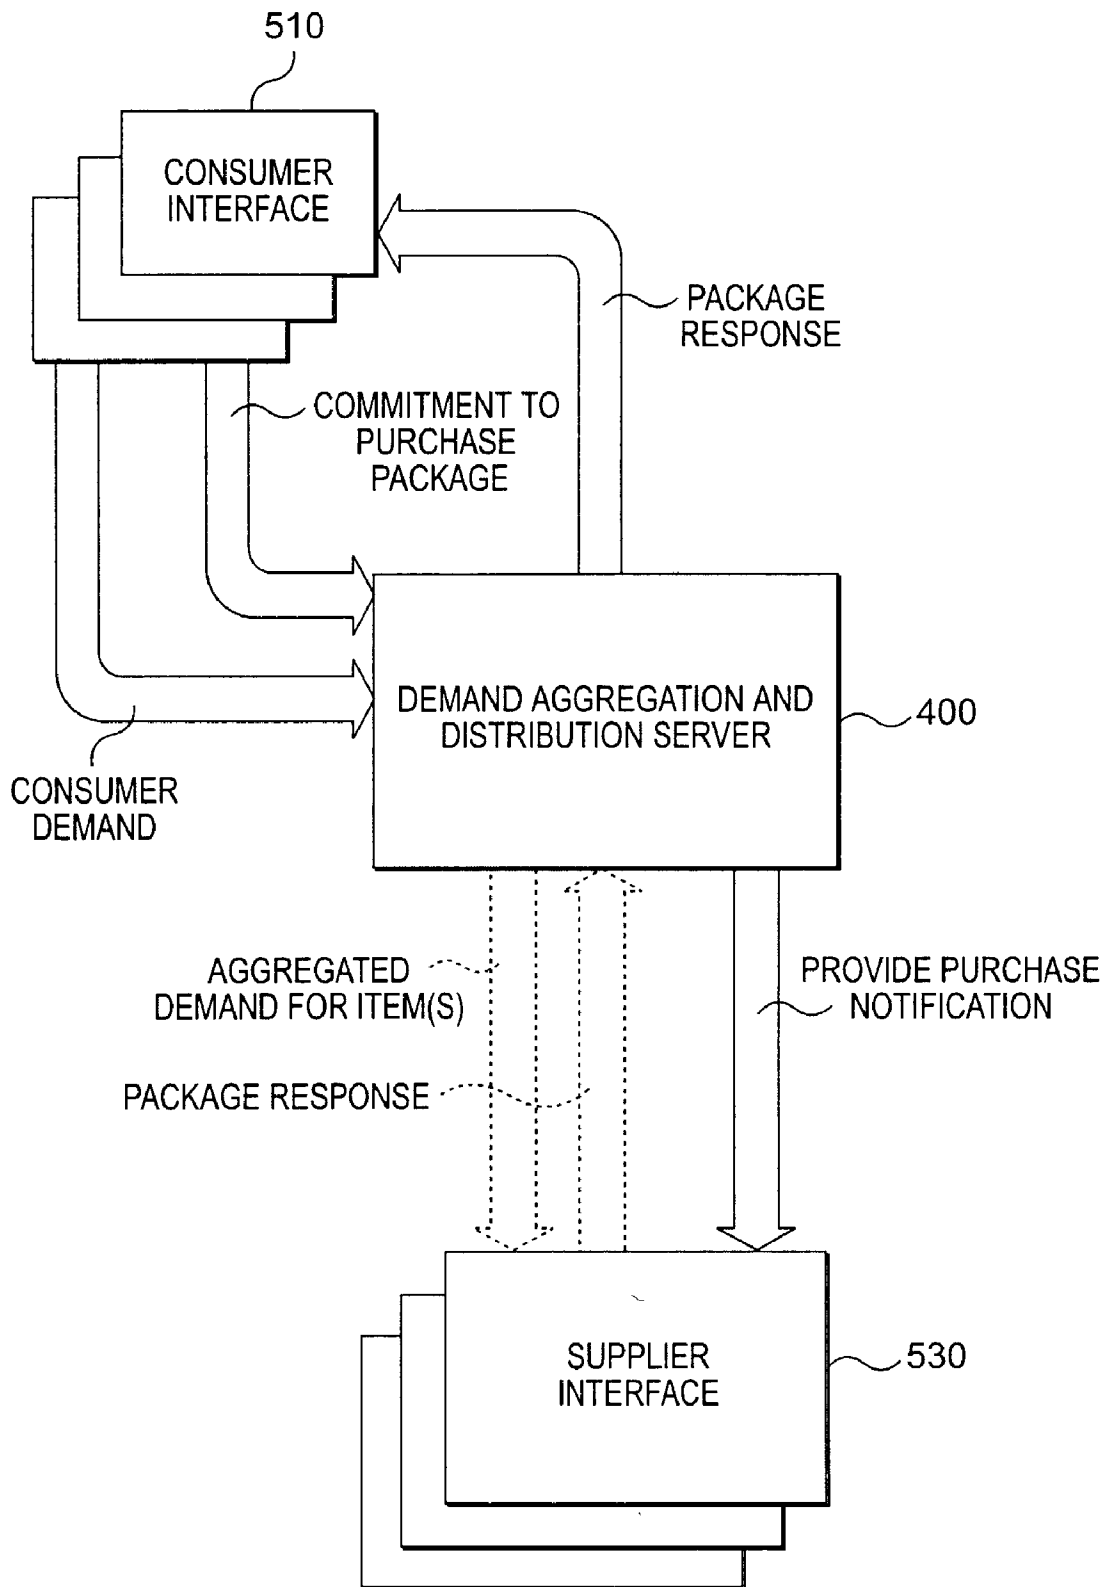 510
CONSUMER
INTERFACE
PACKAGE
RESPONSE
COMMITMENT TO
PURCHASE
PACKAGE
DEMAND AGGREGATION AND
DISTRIBUTION SERVER
400
CONSUMER
DEMAND
AGGREGATED
DEMAND FOR ITEM(S)
PROVIDE PURCHASE
NOTIFICATION
PACKAGE RESPONSE
SUPPLIER
INTERFACE
530